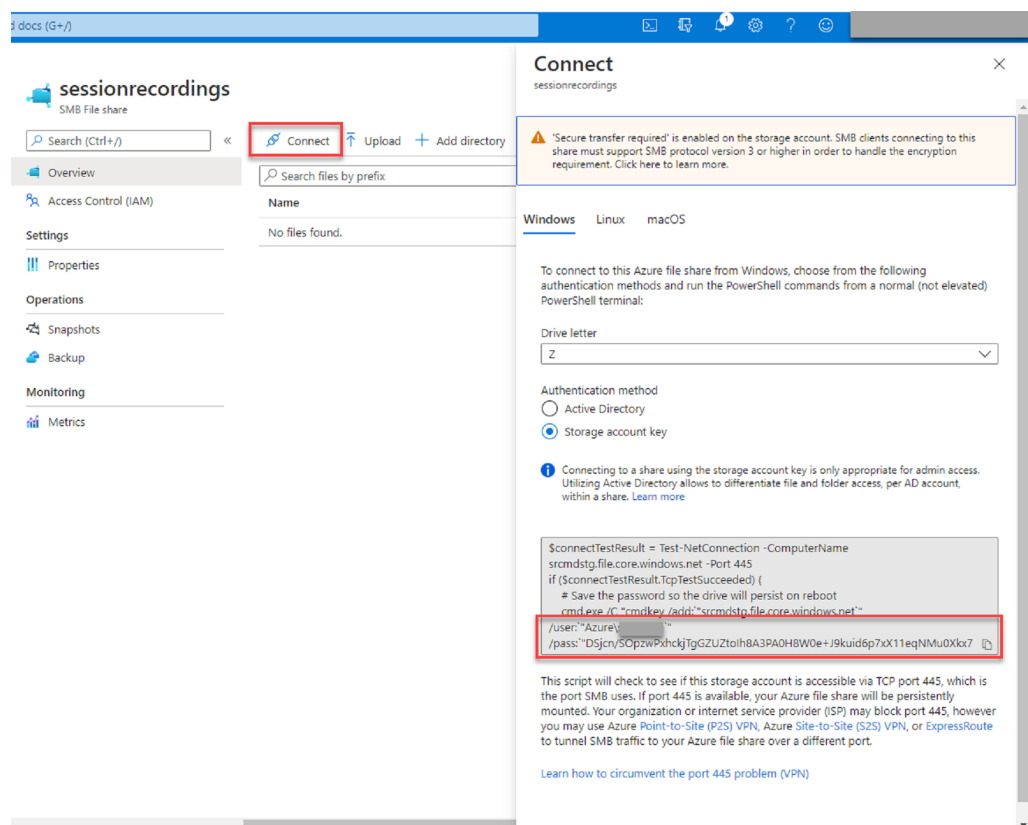 d docs (G+/)
1
sessionrecordings
SMB File share
Search (Ctrl+/)
«
Overview
Access Control (IAM)
Settings
Properties
Operations
Snapshots
Backup
Monitoring
Metrics
Connect
Upload
Add directory
Search files by prefix
Name
No files found.
Connect
sessionrecordings
'Secure transfer required' is enabled on the storage account. SMB clients connecting to this
share must support SMB protocol version 3 or higher in order to handle the encryption
requirement. Click here to learn more.
Windows Linux macOS
To connect to this Azure file share from Windows, choose from the following
authentication methods and run the PowerShell commands from a normal (not elevated)
PowerShell terminal:
Drive letter
Z
Authentication method
Active Directory
Storage account key
Connecting to a share using the storage account key is only appropriate for admin access.
Utilizing Active Directory allows to differentiate file and folder access, per AD account,
within a share. Learn more
$connectTestResult = Test-NetConnection -ComputerName
srcmdstg.file.core.windows.net -Port 445
if ($connectTestResult.TcpTestSucceeded) {
# Save the password so the drive will persist on reboot
cmd.exe /C "cmdkey /add:`"srcmdstg.file.core.windows.net`"
/user:`"Azure\ `"
/pass:`"DSjcn/SOpzwPxhckjTgGZUZtoIh8A3PA0H8W0e+J9kuid6p7xX11eqNMu0Xkx7
This script will check to see if this storage account is accessible via TCP port 445, which is
the port SMB uses. If port 445 is available, your Azure file share will be persistently
mounted. Your organization or internet service provider (ISP) may block port 445, however
you may use Azure Point-to-Site (P2S) VPN, Azure Site-to-Site (S2S) VPN, or ExpressRoute
to tunnel SMB traffic to your Azure file share over a different port.
Learn how to circumvent the port 445 problem (VPN)